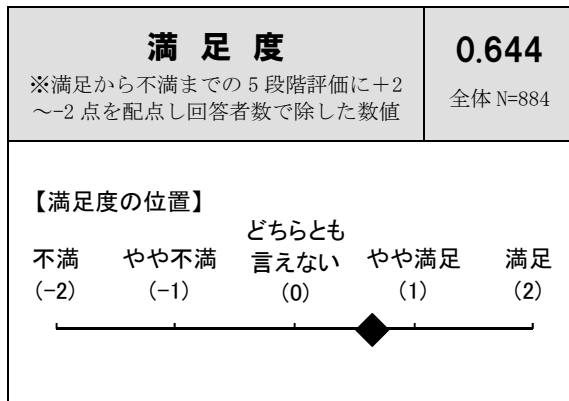 満 足 度
※満足から不満までの 5 段階評価に＋2
～-2 点を配点し回答者数で除した数値
0.644
全体 N=884
【満足度の位置】
どちらとも
不満 やや不満 言えない やや満足 満足
(-2) (-1) (0) (1) (2)